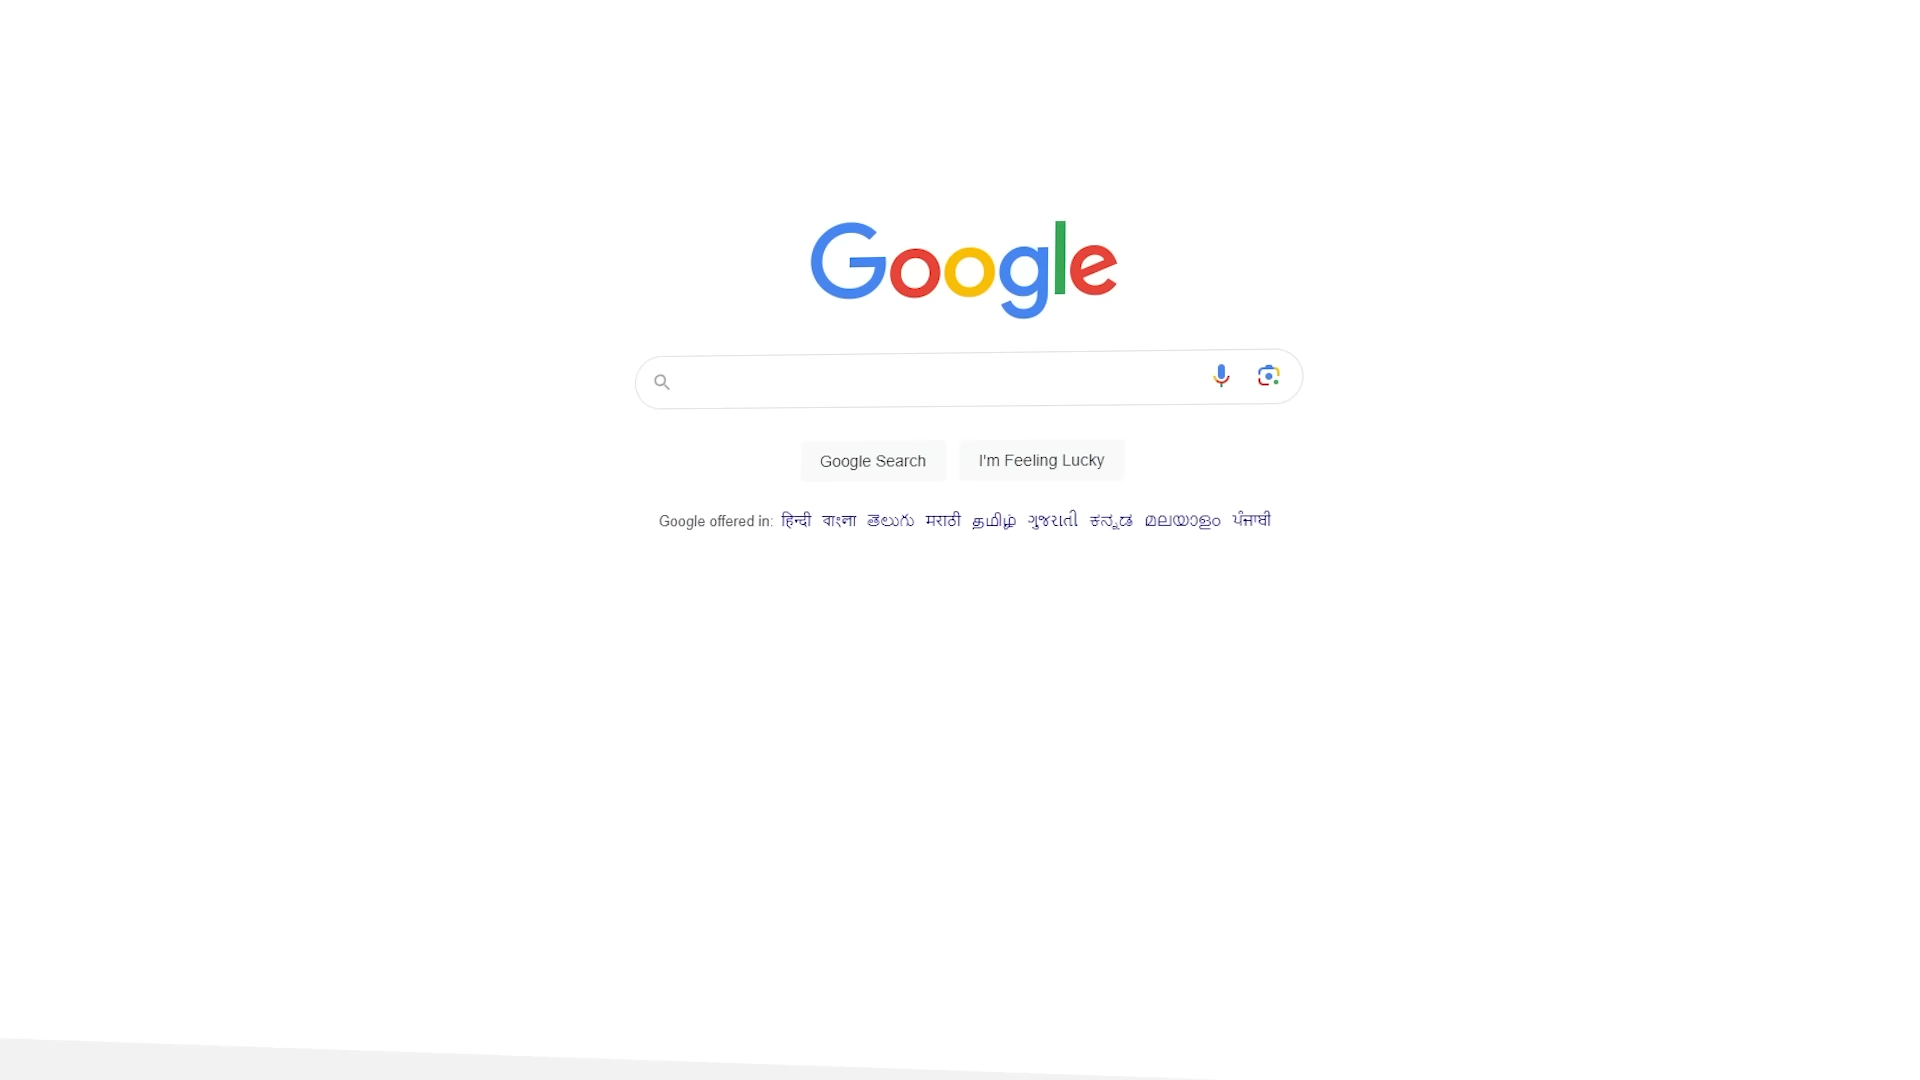 Google
Google Search
I'm Feeling Lucky
Google offered in: हिन्दी বাংলা తెలుగు मराठी தமிழ் ગુજરાતી ಕನ್ನಡ മലയാളം ਪੰਜਾਬੀ